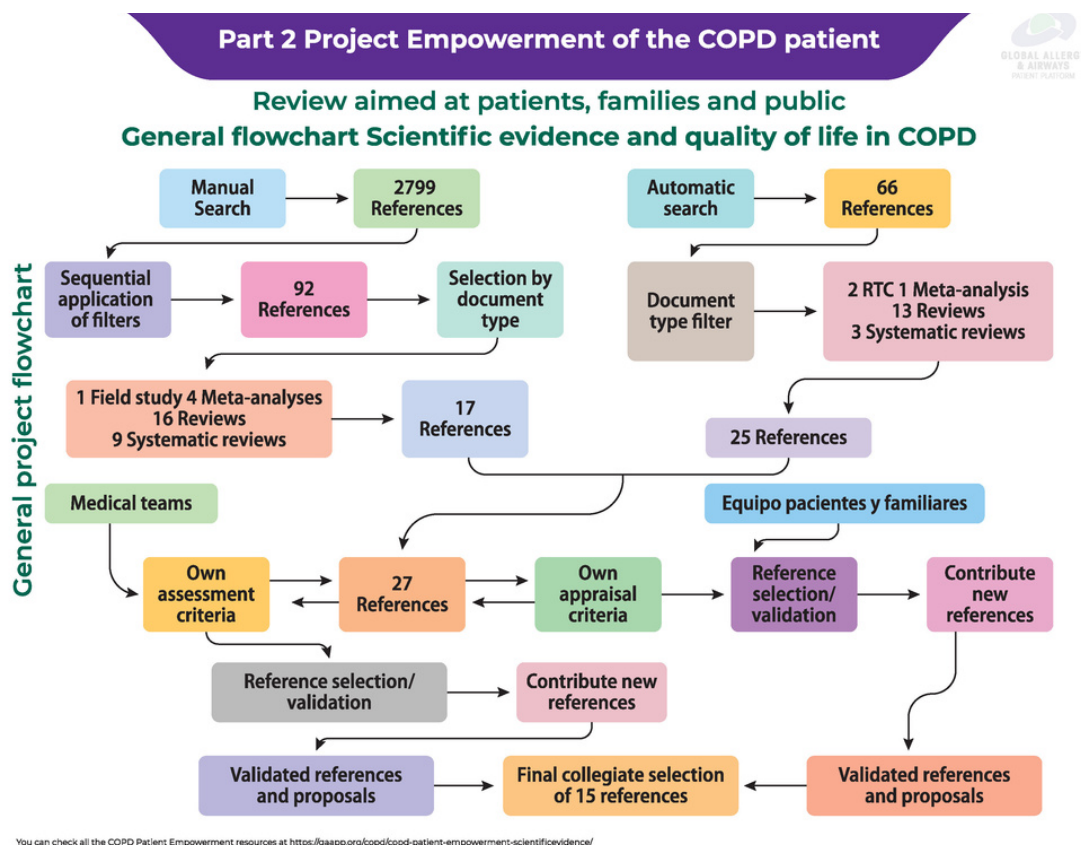 Part 2 Project Empowerment of the COPD patient
GLOBAL ALLERG
& AIRWAYS
PATIENT PLATFORM
Review aimed at patients, families and public
General flowchart Scientific evidence and quality of life in COPD
General project flowchart
Manual
Search
2799
References
Automatic
search
66
References
Sequential
application
of filters
92
References
Selection by
document
type
Document
type filter
2 RTC 1 Meta-analysis
13 Reviews
3 Systematic reviews
1 Field study 4 Meta-analyses
16 Reviews
9 Systematic reviews
17
References
25 References
Medical teams
Equipo pacientes y familiares
Own
assessment
criteria
27
References
Own
appraisal
criteria
Reference
selection/
validation
Contribute
new
references
Reference selection/
validation
Contribute new
references
Validated references
and proposals
Final collegiate selection
of 15 references
Validated references
and proposals
You can check all the COPD Patient Empowerment resources at https://gaapp.org/copd/copd-patient-empowerment-scientificevidence/